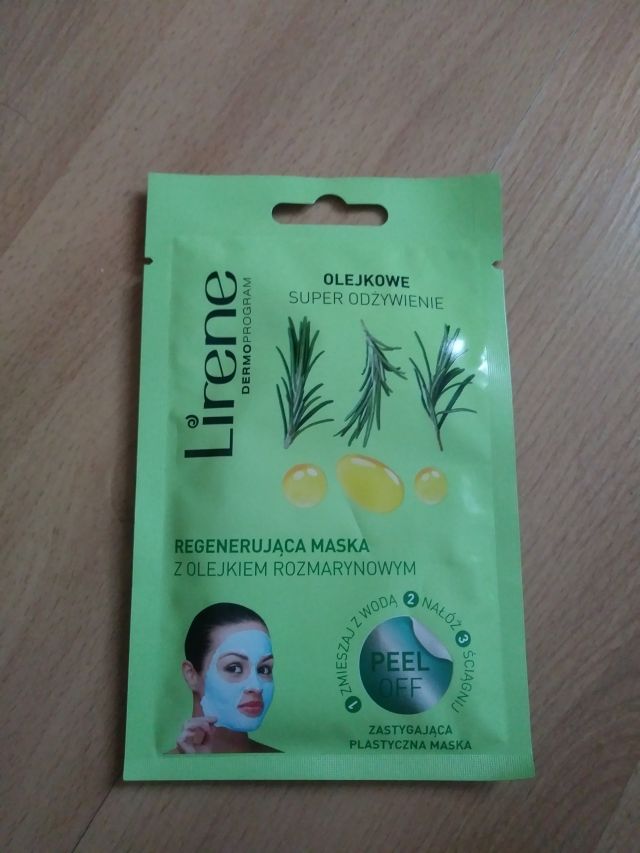 Lirene
DERMOPROGRAM
OLEJKOWE
SUPER ODŻYWIENIE
REGENERUJĄCA MASKA
Z OLEJKIEM ROZMARYNOWYM
1 ZMIESZAJ Z WODĄ 2 NAŁÓŻ 3 ŚCIĄGNIJ
PEEL
OFF
ZASTYGAJĄCA
PLASTYCZNA MASKA